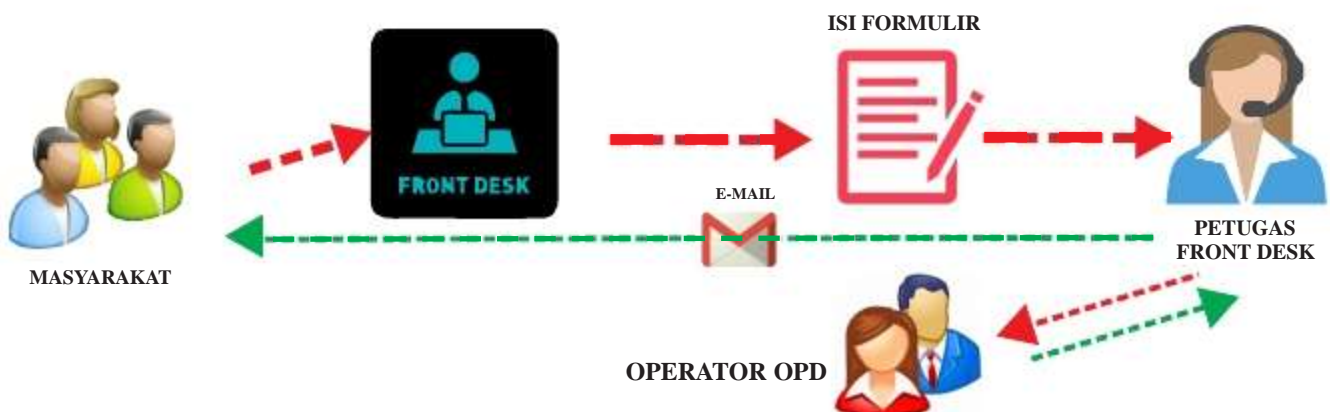 ISI FORMULIR
FRONT DESK
E-MAIL
MASYARAKAT
PETUGAS
FRONT DESK
OPERATOR OPD